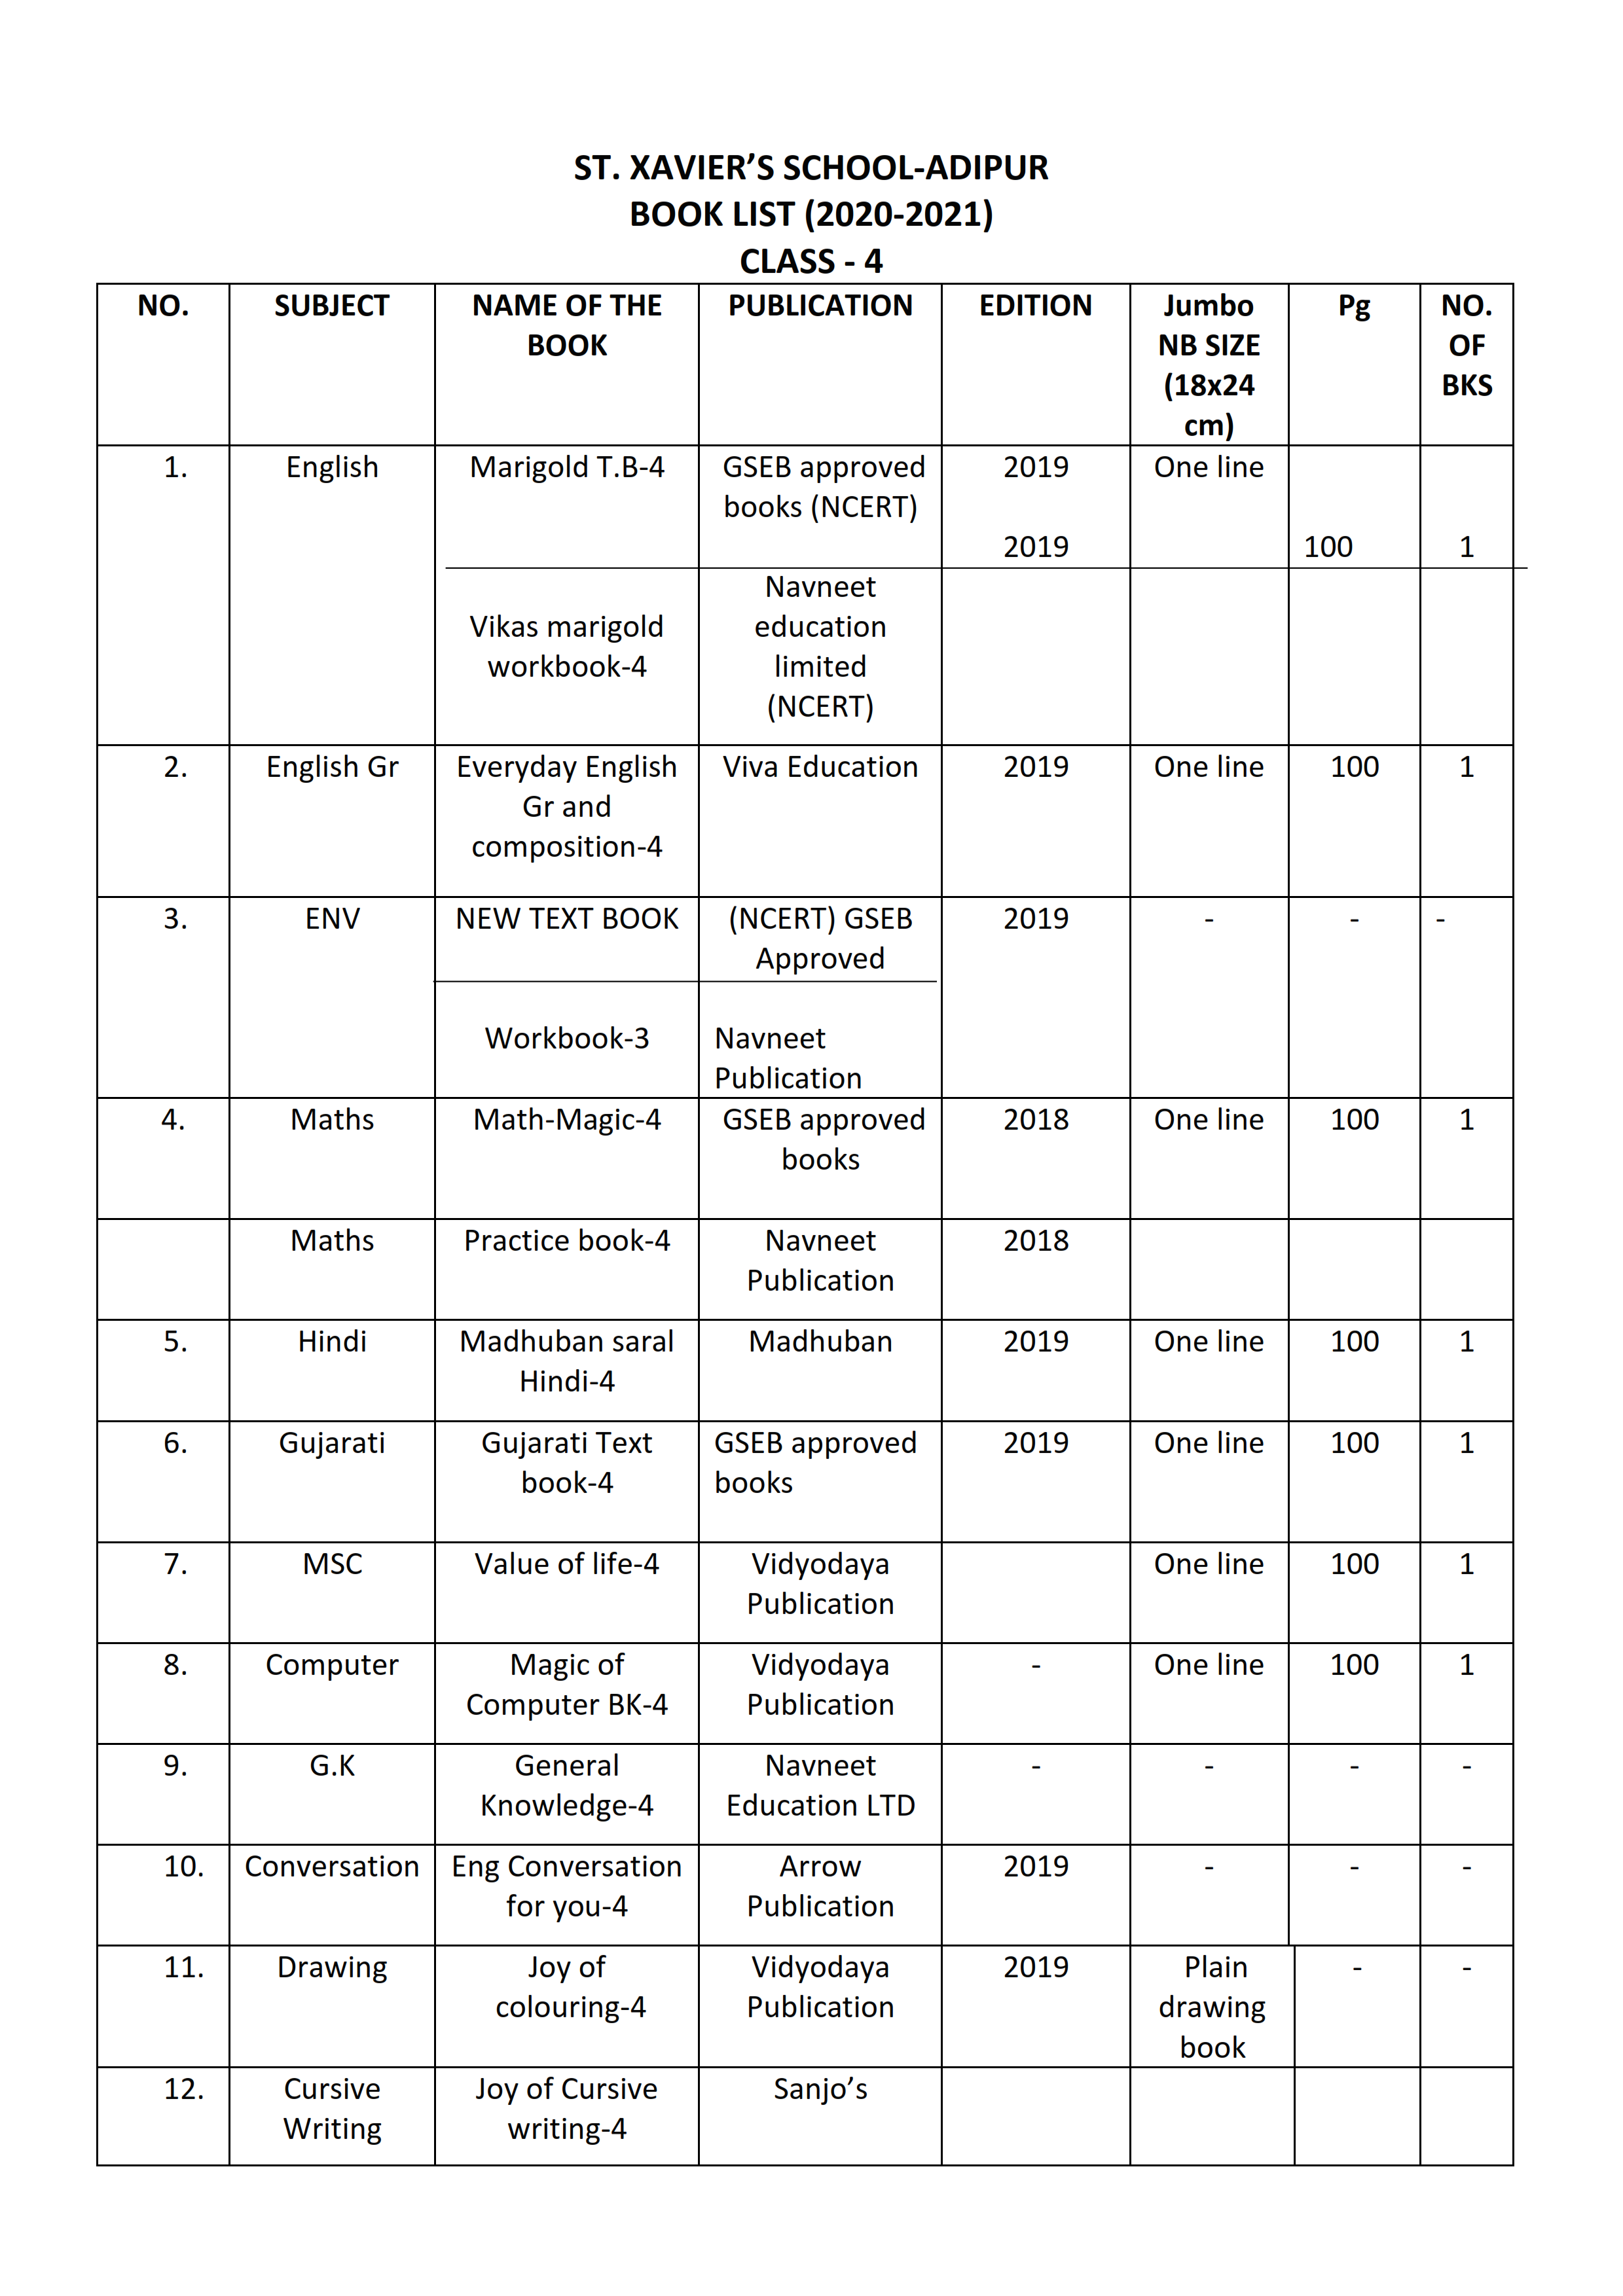 ST. XAVIER’S SCHOOL-ADIPUR
BOOK LIST (2020-2021)
CLASS - 4
NO. SUBJECT NAME OF THE BOOK PUBLICATION EDITION Jumbo NB SIZE (18x24 cm) Pg NO. OF BKS
1. English Marigold T.B-4 GSEB approved books (NCERT) 2019 One line
2019 100 1
Vikas marigold workbook-4 Navneet education limited (NCERT)
2. English Gr Everyday English Gr and composition-4 Viva Education 2019 One line 100 1
3. ENV NEW TEXT BOOK (NCERT) GSEB Approved 2019 - - -
Workbook-3 Navneet Publication
4. Maths Math-Magic-4 GSEB approved books 2018 One line 100 1
Maths Practice book-4 Navneet Publication 2018
5. Hindi Madhuban saral Hindi-4 Madhuban 2019 One line 100 1
6. Gujarati Gujarati Text book-4 GSEB approved books 2019 One line 100 1
7. MSC Value of life-4 Vidyodaya Publication One line 100 1
8. Computer Magic of Computer BK-4 Vidyodaya Publication - One line 100 1
9. G.K General Knowledge-4 Navneet Education LTD - - - -
10. Conversation Eng Conversation for you-4 Arrow Publication 2019 - - -
11. Drawing Joy of colouring-4 Vidyodaya Publication 2019 Plain drawing book - -
12. Cursive Writing Joy of Cursive writing-4 Sanjo’s